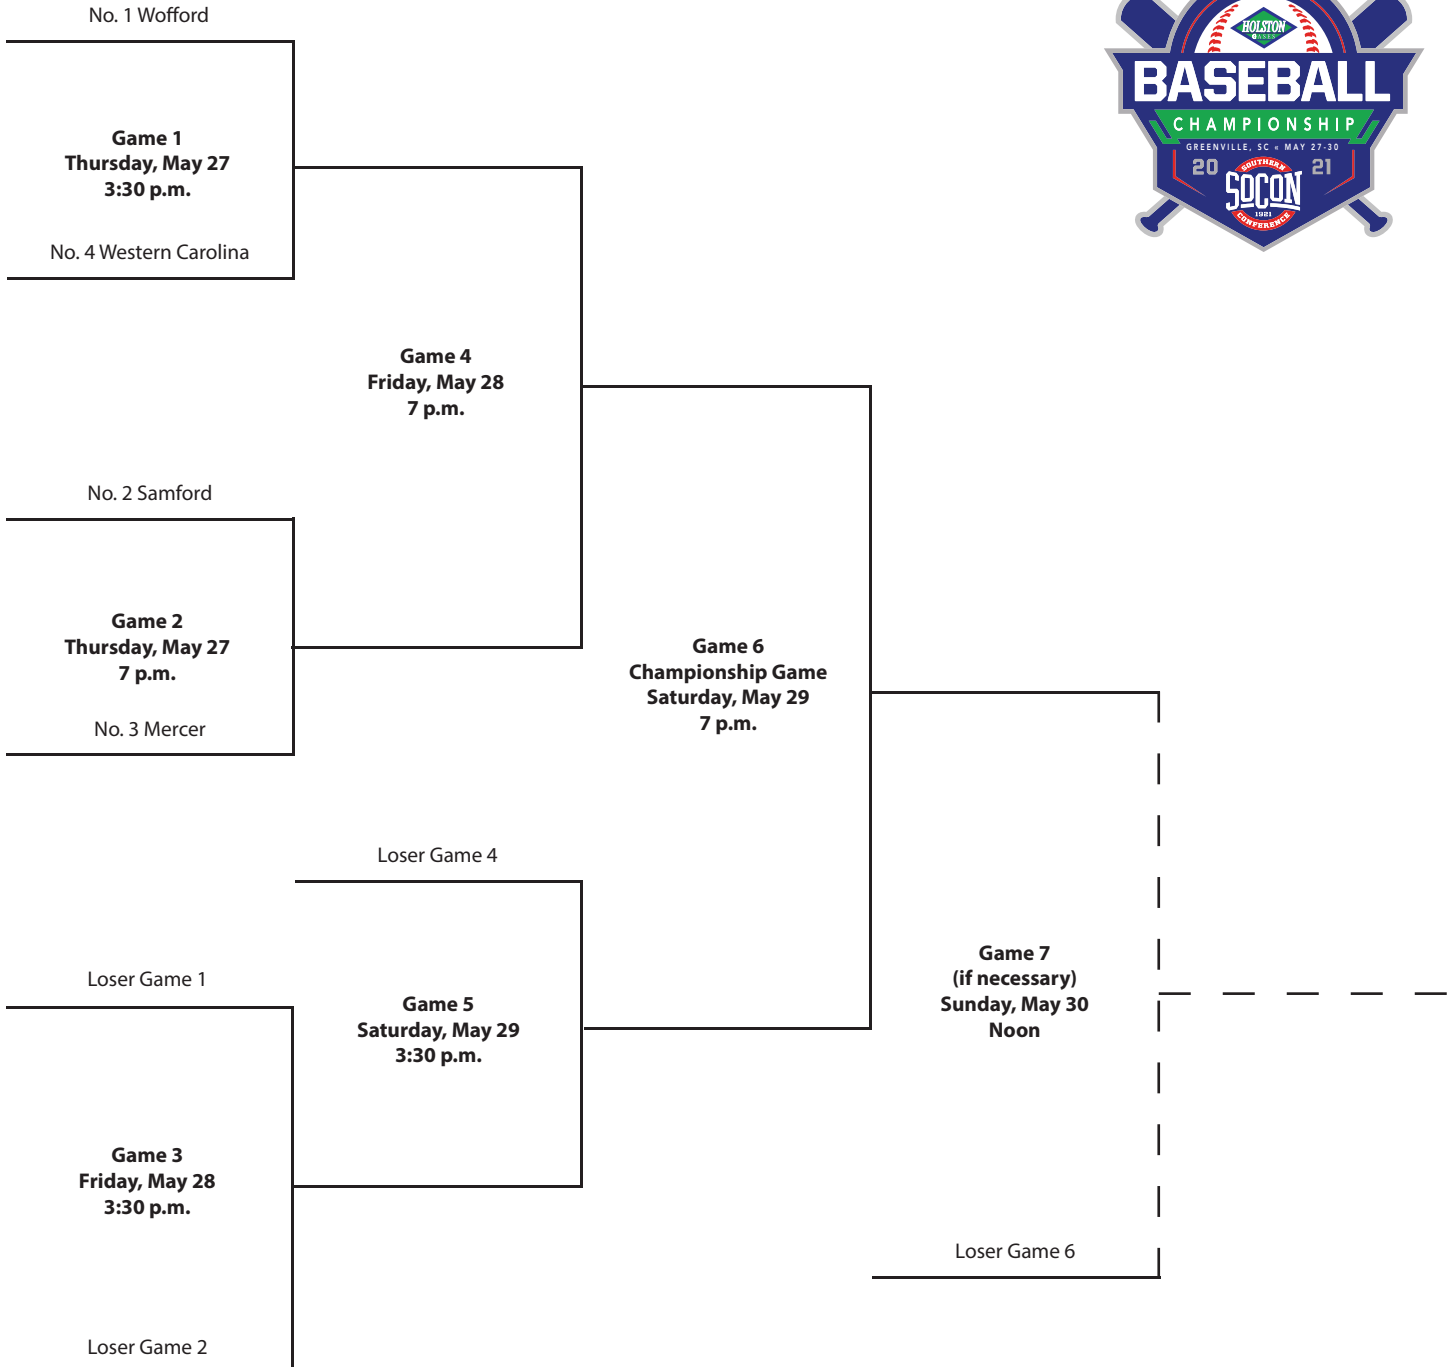 No. 1 Wofford
Game 1
Thursday, May 27
3:30 p.m.
No. 4 Western Carolina
HOLSTON
GASES
BASEBALL
CHAMPIONSHIP
GREENVILLE, SC « MAY 27-30
20 21
SOUTHERN
SOCON
1921
CONFERENCE
Game 4
Friday, May 28
7 p.m.
No. 2 Samford
Game 2
Thursday, May 27
7 p.m.
No. 3 Mercer
Game 6
Championship Game
Saturday, May 29
7 p.m.
Loser Game 4
Loser Game 1
Game 5
Saturday, May 29
3:30 p.m.
Game 7
(if necessary)
Sunday, May 30
Noon
Game 3
Friday, May 28
3:30 p.m.
Loser Game 6
Loser Game 2